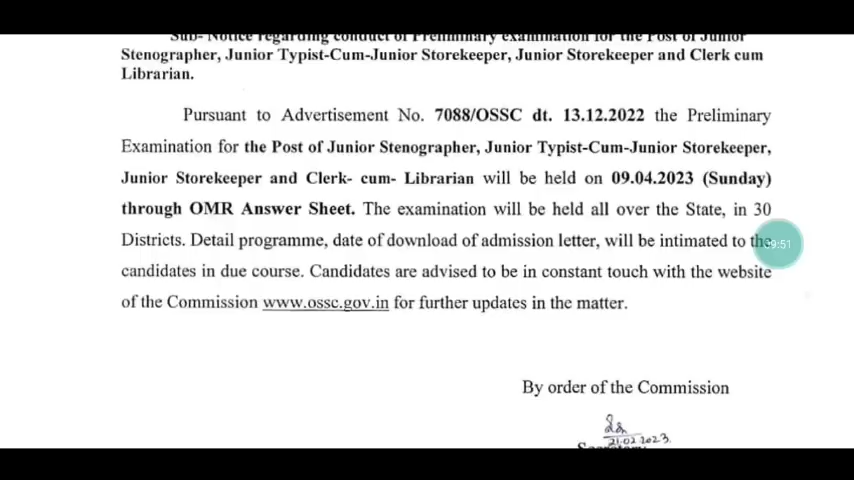 Sub- Notice regarding conduct of Preliminary examination for the Post of Junior
Stenographer, Junior Typist-Cum-Junior Storekeeper, Junior Storekeeper and Clerk cum
Librarian.
Pursuant to Advertisement No. 7088/OSSC dt. 13.12.2022 the Preliminary
Examination for the Post of Junior Stenographer, Junior Typist-Cum-Junior Storekeeper,
Junior Storekeeper and Clerk- cum- Librarian will be held on 09.04.2023 (Sunday)
through OMR Answer Sheet. The examination will be held all over the State, in 30
Districts. Detail programme, date of download of admission letter, will be intimated to the
candidates in due course. Candidates are advised to be in constant touch with the website
of the Commission www.ossc.gov.in for further updates in the matter.
By order of the Commission
21.02.2023.